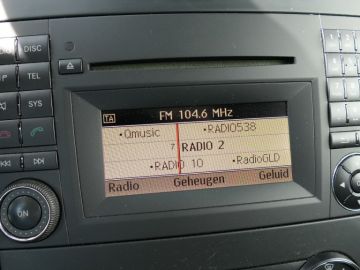 DISC
TEL
SYS
TA FM 104.6 MHz
•Qmusic •RADIO538
7 RADIO 2
•RADIO 10 •RadioGLD
Radio Geheugen Geluid
ON